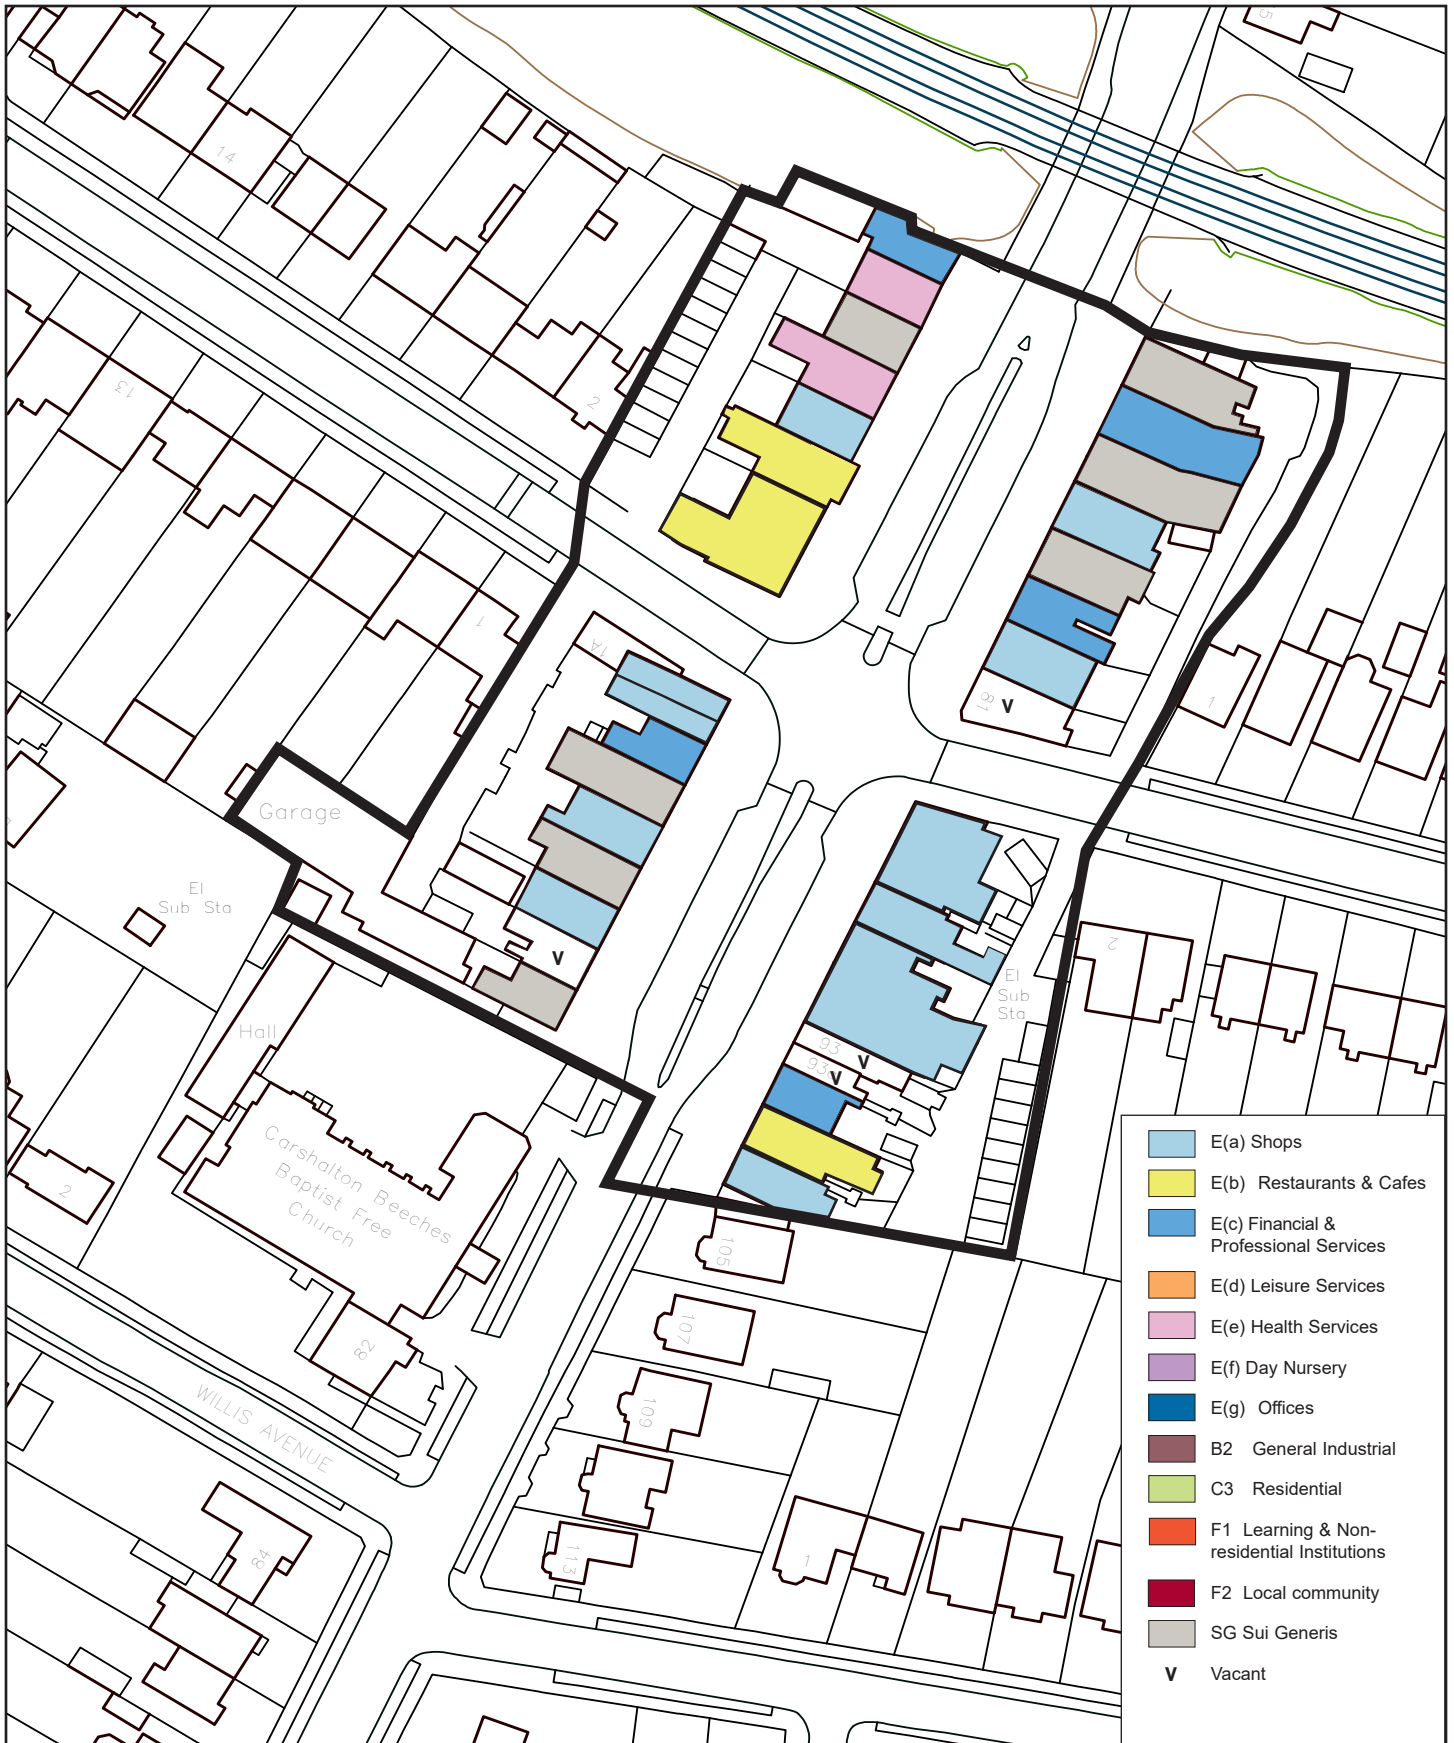 5
14
2
13
1
1A
81
V
1
Garage
El
Sub Sta
V
2
El
Sub
Sta
Hall
93
V
93
V
Carshalton Beeches
Baptist Free
Church
2
105
107
82
109
WILLIS AVENUE
113
1
84
E(a) Shops
E(b) Restaurants & Cafes
E(c) Financial &
Professional Services
E(d) Leisure Services
E(e) Health Services
E(f) Day Nursery
E(g) Offices
B2 General Industrial
C3 Residential
F1 Learning & Non-
residential Institutions
F2 Local community
SG Sui Generis
V Vacant